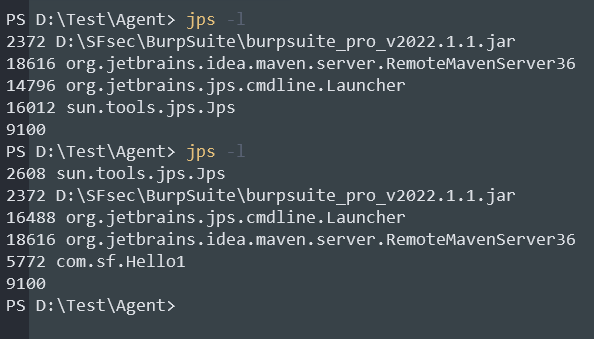 PS D:\Test\Agent> jps -l
2372 D:\SFsec\BurpSuite\burpsuite_pro_v2022.1.1.jar
18616 org.jetbrains.idea.maven.server.RemoteMavenServer36
14796 org.jetbrains.jps.cmdline.Launcher
16012 sun.tools.jps.Jps
9100
PS D:\Test\Agent> jps -l
2608 sun.tools.jps.Jps
2372 D:\SFsec\BurpSuite\burpsuite_pro_v2022.1.1.jar
16488 org.jetbrains.jps.cmdline.Launcher
18616 org.jetbrains.idea.maven.server.RemoteMavenServer36
5772 com.sf.Hello1
9100
PS D:\Test\Agent>